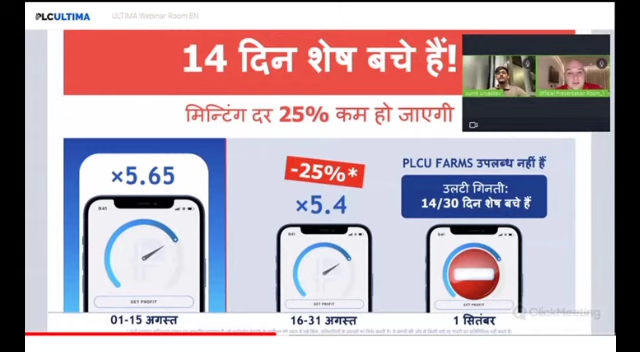 PLCULTIMA
ULTIMA Webinar Room EN
14 दिन शेष बचे हैं!
मिन्टिंग दर 25% कम हो जाएगी
×5.65
-25%*
×5.4
PLCU FARMS उपलब्ध नहीं हैं
उलटी गिनती:
14/30 दिन शेष बचे हैं
GET PROFIT
GET PROFIT
GET PROFIT
01-15 अगस्त
16-31 अगस्त
1 सितंबर
ClickMeeting